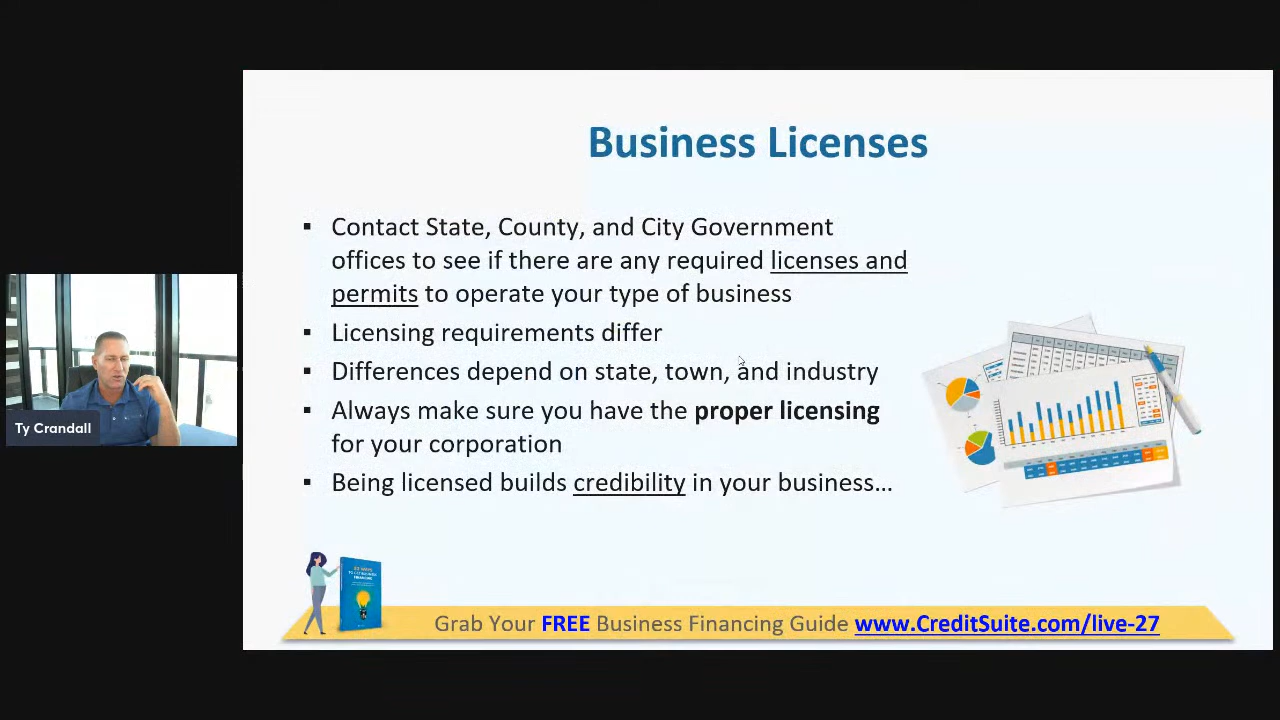 Business Licenses
▪ Contact State, County, and City Government
offices to see if there are any required licenses and
permits to operate your type of business
▪ Licensing requirements differ
▪ Differences depend on state, town, and industry
▪ Always make sure you have the proper licensing
for your corporation
▪ Being licensed builds credibility in your business…
Ty Crandall
Grab Your FREE Business Financing Guide www.CreditSuite.com/live-27